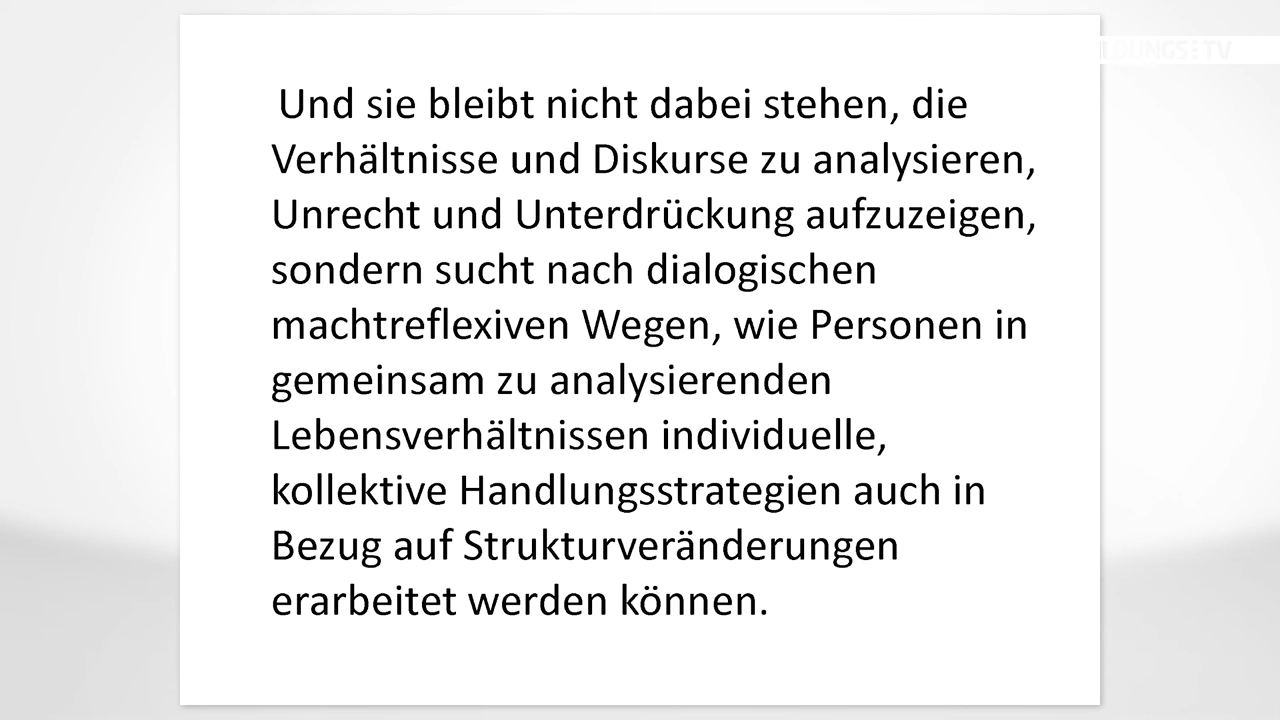 Und sie bleibt nicht dabei stehen, die
Verhältnisse und Diskurse zu analysieren,
Unrecht und Unterdrückung aufzuzeigen,
sondern sucht nach dialogischen
machtreflexiven Wegen, wie Personen in
gemeinsam zu analysierenden
Lebensverhältnissen individuelle,
kollektive Handlungsstrategien auch in
Bezug auf Strukturveränderungen
erarbeitet werden können.